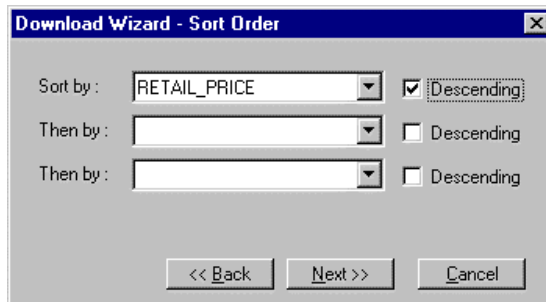 Download Wizard - Sort Order
Sort by : RETAIL_PRICE Descending
Then by : Descending
Then by : Descending
<< Back Next >> Cancel